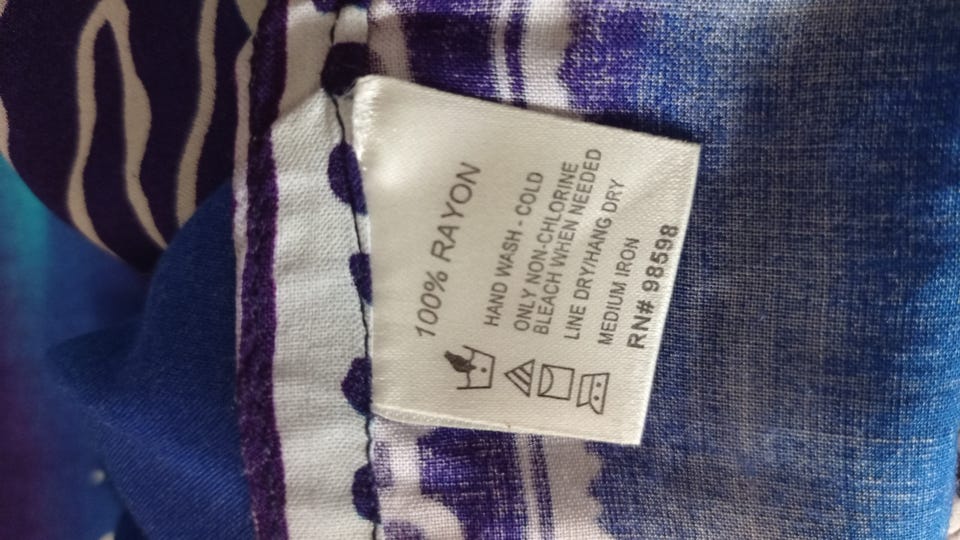 100% RAYON
HAND WASH - COLD
ONLY NON-CHLORINE
BLEACH WHEN NEEDED
LINE DRY/HANG DRY
MEDIUM IRON
RN# 98598